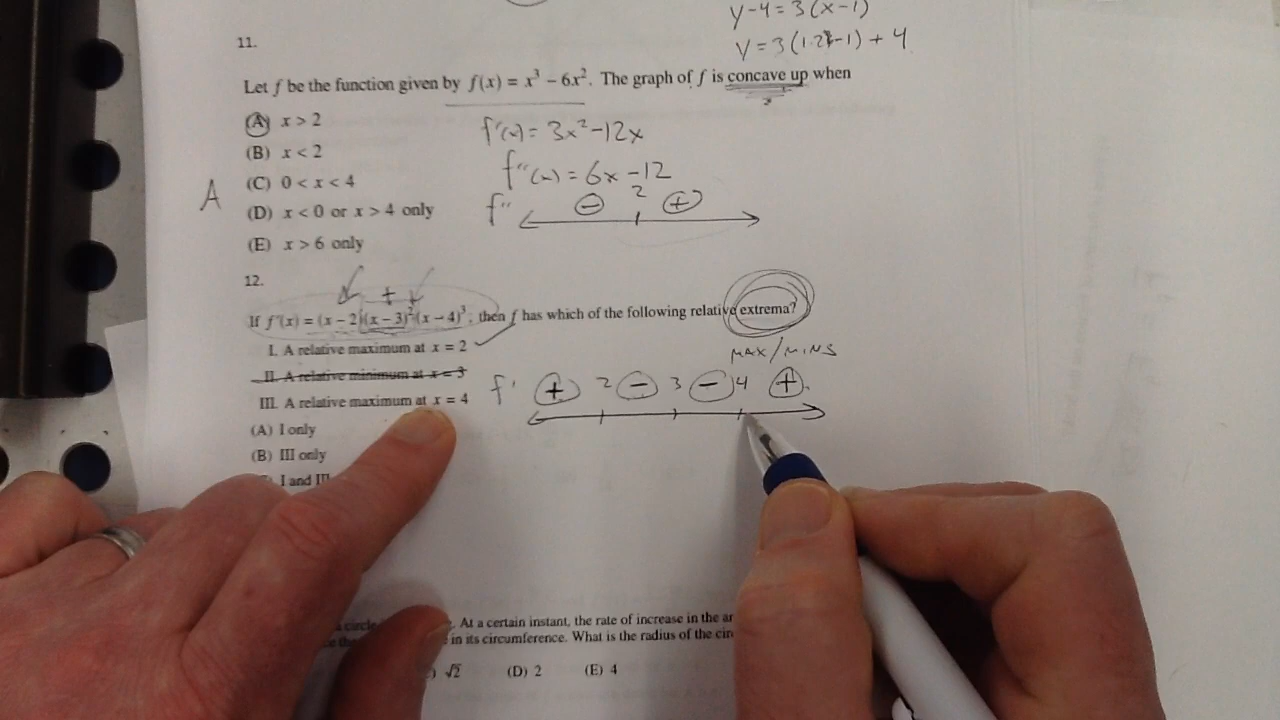 y-4=3(x-1)
y=3(1.2-1)+4
11.
Let f be the function given by f(x) = x³ − 6x². The graph of f is concave up when
(A) x > 2
(B) x < 2
(C) 0 < x < 4
(D) x < 0 or x > 4 only
(E) x > 6 only
A
f'(x) = 3x²-12x
f''(x) = 6x-12
f'' - 2 +
12.
+
If f'(x) = (x − 2)(x − 3)²(x − 4)³, then f has which of the following relative extrema?
I. A relative maximum at x = 2
II. A relative minimum at x = 3
III. A relative maximum at x = 4
MAX/MINS
f' + 2 - 3 - 4 +
(A) I only
(B) III only
I and III
a circle At a certain instant, the rate of increase in the
in its circumference. What is the radius of the
√2 (D) 2 (E) 4